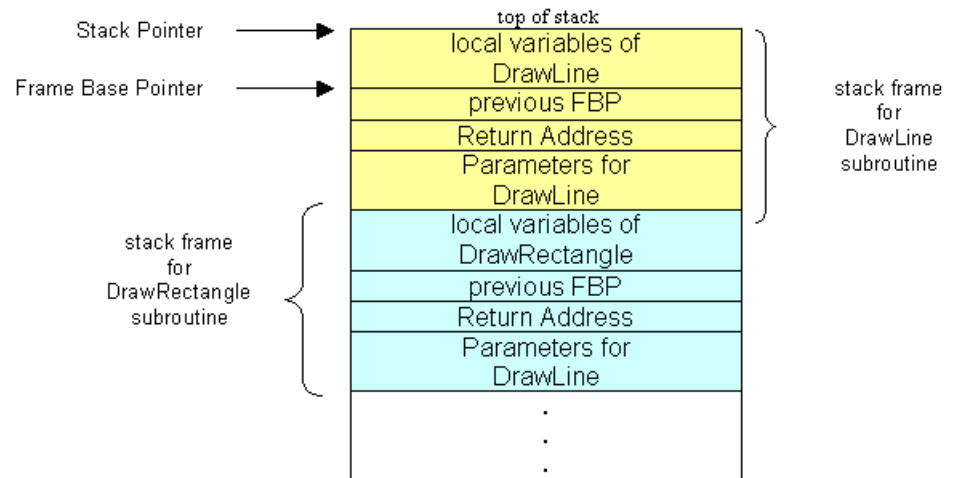 top of stack
Stack Pointer
local variables of
DrawLine
Frame Base Pointer
previous FBP
Return Address
Parameters for
DrawLine
stack frame
for
DrawLine
subroutine
local variables of
DrawRectangle
previous FBP
Return Address
Parameters for
DrawLine
stack frame
for
DrawRectangle
subroutine
.
.
.